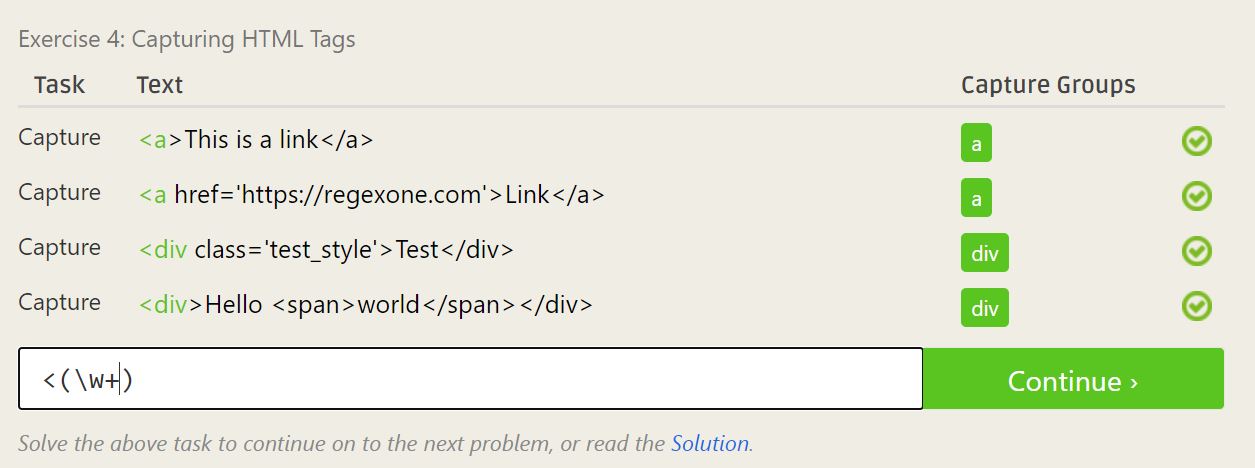 Exercise 4: Capturing HTML Tags
Task Text Capture Groups
Capture <a>This is a link</a> a
Capture <a href='https://regexone.com'>Link</a> a
Capture <div class='test_style'>Test</div> div
Capture <div>Hello <span>world</span></div> div
<(\w+) Continue ›
Solve the above task to continue on to the next problem, or read the Solution.